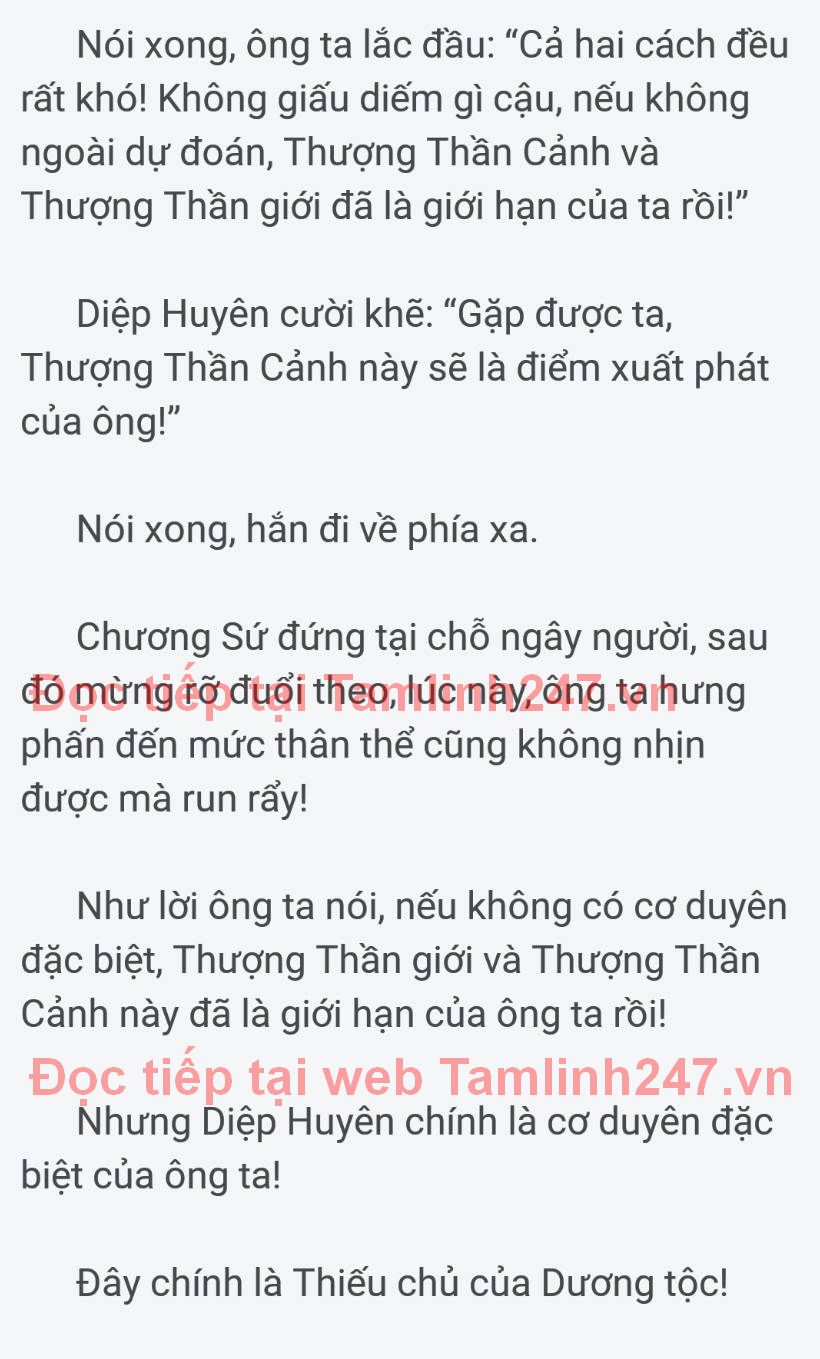 Nói xong, ông ta lắc đầu: “Cả hai cách đều
rất khó! Không giấu diếm gì cậu, nếu không
ngoài dự đoán, Thượng Thần Cảnh và
Thượng Thần giới đã là giới hạn của ta rồi!”
Diệp Huyên cười khẽ: “Gặp được ta,
Thượng Thần Cảnh này sẽ là điểm xuất phát
của ông!”
Nói xong, hắn đi về phía xa.
Chương Sứ đứng tại chỗ ngây người, sau
đó mừng rỡ đuổi theo, lúc này, ông ta hưng
Đọc tiếp tại Tamlinh247.vn
phấn đến mức thân thể cũng không nhịn
được mà run rẩy!
Như lời ông ta nói, nếu không có cơ duyên
đặc biệt, Thượng Thần giới và Thượng Thần
Cảnh này đã là giới hạn của ông ta rồi!
Đọc tiếp tại web Tamlinh247.vn
Nhưng Diệp Huyên chính là cơ duyên đặc
biệt của ông ta!
Đây chính là Thiếu chủ của Dương tộc!